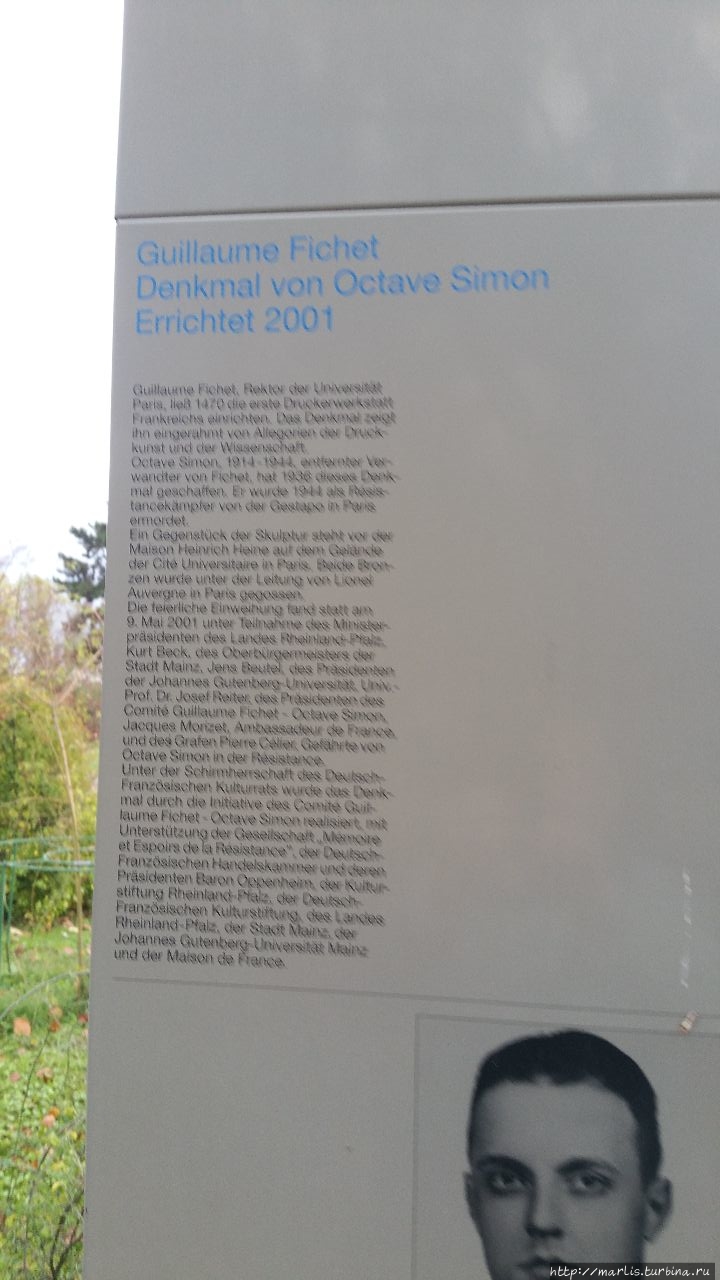 Guillaume Fichet
Denkmal von Octave Simon
Errichtet 2001
Guillaume Fichet, Rektor der Universität
Paris, ließ 1470 die erste Druckerwerkstatt
Frankreichs einrichten. Das Denkmal zeigt
ihn eingerahmt von Allegorien der Druck-
kunst und der Wissenschaft.
Octave Simon, 1914-1944, entfernter Ver-
wandter von Fichet, hat 1936 dieses Denk-
mal geschaffen. Er wurde 1944 als Résis-
tancekämpfer von der Gestapo in Paris
ermordet.
Ein Gegenstück der Skulptur steht vor der
Maison Heinrich Heine auf dem Gelände
der Cité Universitaire in Paris. Beide Bron-
zen wurde unter der Leitung von Lionel
Auvergne in Paris gegossen.
Die feierliche Einweihung fand statt am
9. Mai 2001 unter Teilnahme des Minister-
präsidenten des Landes Rheinland-Pfalz,
Kurt Beck, des Oberbürgermeisters der
Stadt Mainz, Jens Beutel, des Präsidenten
der Johannes Gutenberg-Universität, Univ.-
Prof. Dr. Josef Reiter, des Präsidenten des
Comité Guillaume Fichet - Octave Simon,
Jacques Morizet, Ambassadeur de France,
und des Grafen Pierre Célier, Gefährte von
Octave Simon in der Résistance.
Unter der Schirmherrschaft des Deutsch-
Französischen Kulturrats wurde das Denk-
mal durch die Initiative des Comité Guil-
laume Fichet - Octave Simon realisiert, mit
Unterstützung der Gesellschaft „Mémoire
et Espoirs de la Résistance", der Deutsch-
Französischen Handelskammer und deren
Präsidenten Baron Oppenheim, der Kultur-
stiftung Rheinland-Pfalz, der Deutsch-
Französischen Kulturstiftung, des Landes
Rheinland-Pfalz, der Stadt Mainz, der
Johannes Gutenberg-Universität Mainz
und der Maison de France.
http://marlis.turbina.ru